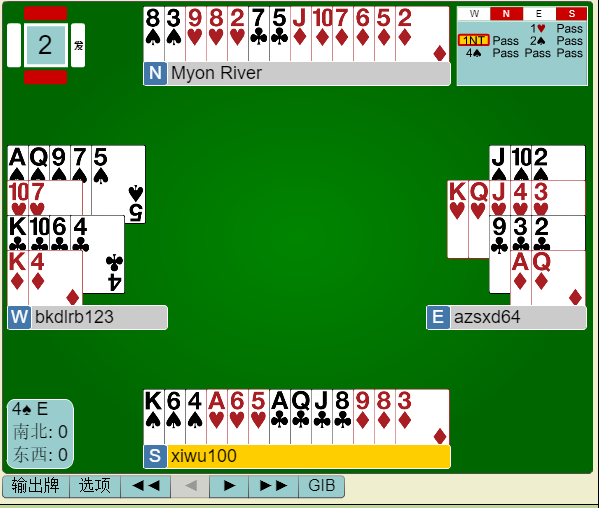 2
发
8♠ 3♠ 9♥ 8♥ 2♥ 7♣ 5♣ J♦ 10♦ 7♦ 6♦ 5♦ 2♦
N Myon River
W N E S
1♥ Pass
1NT Pass 2♠ Pass
4♠ Pass Pass Pass
A♠ Q♠ 9♠ 7♠ 5♠
10♥ 7♥
K♣ 10♣ 6♣ 4♣
K♦ 4♦
W bkdlrb123
J♠ 10♠ 2♠
K♥ Q♥ J♥ 4♥ 3♥
9♣ 3♣ 2♣
A♦ Q♦
E azsxd64
K♠ 6♠ 4♠ A♥ 6♥ 5♥ A♣ Q♣ J♣ 8♣ 9♦ 8♦ 3♦
S xiwu100
4♠ E
南北: 0
东西: 0
输出牌 选项 ◄◄ ◄ ► ►► GIB